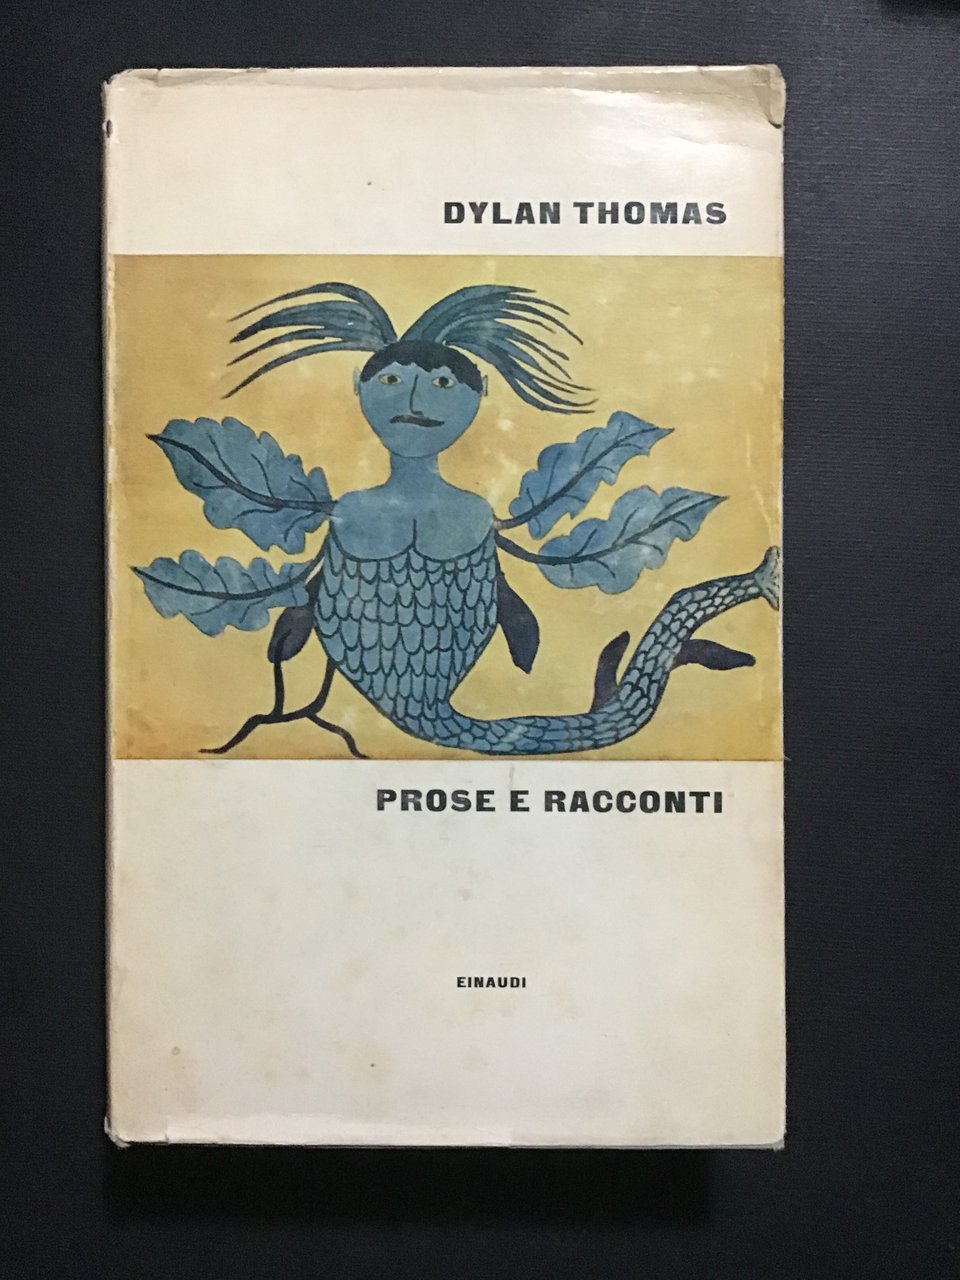 DYLAN THOMAS
PROSE E RACCONTI
EINAUDI